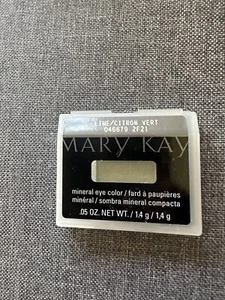 IME/CITRON VERT
046679 2F21
MARY KAY
mineral eye color / fard à paupières
minéral / sombra mineral compacta
.05 OZ. NET WT. / 1.4 g / 1,4 g